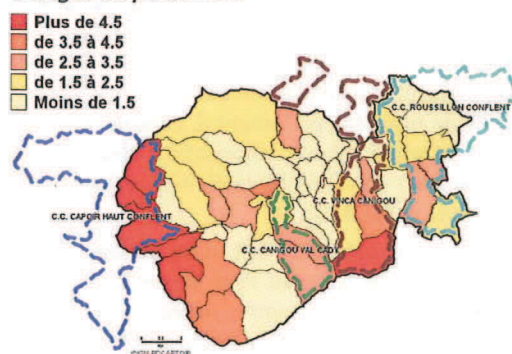 Plus de 4.5
de 3.5 à 4.5
de 2.5 à 3.5
de 1.5 à 2.5
Moins de 1.5
C.C. ROUSSILLON CONFLENT
C.C. VINCA CANIGOU
C.C. CAPCIR HAUT CONFLENT
C.C. CANIGOU VAL CADY